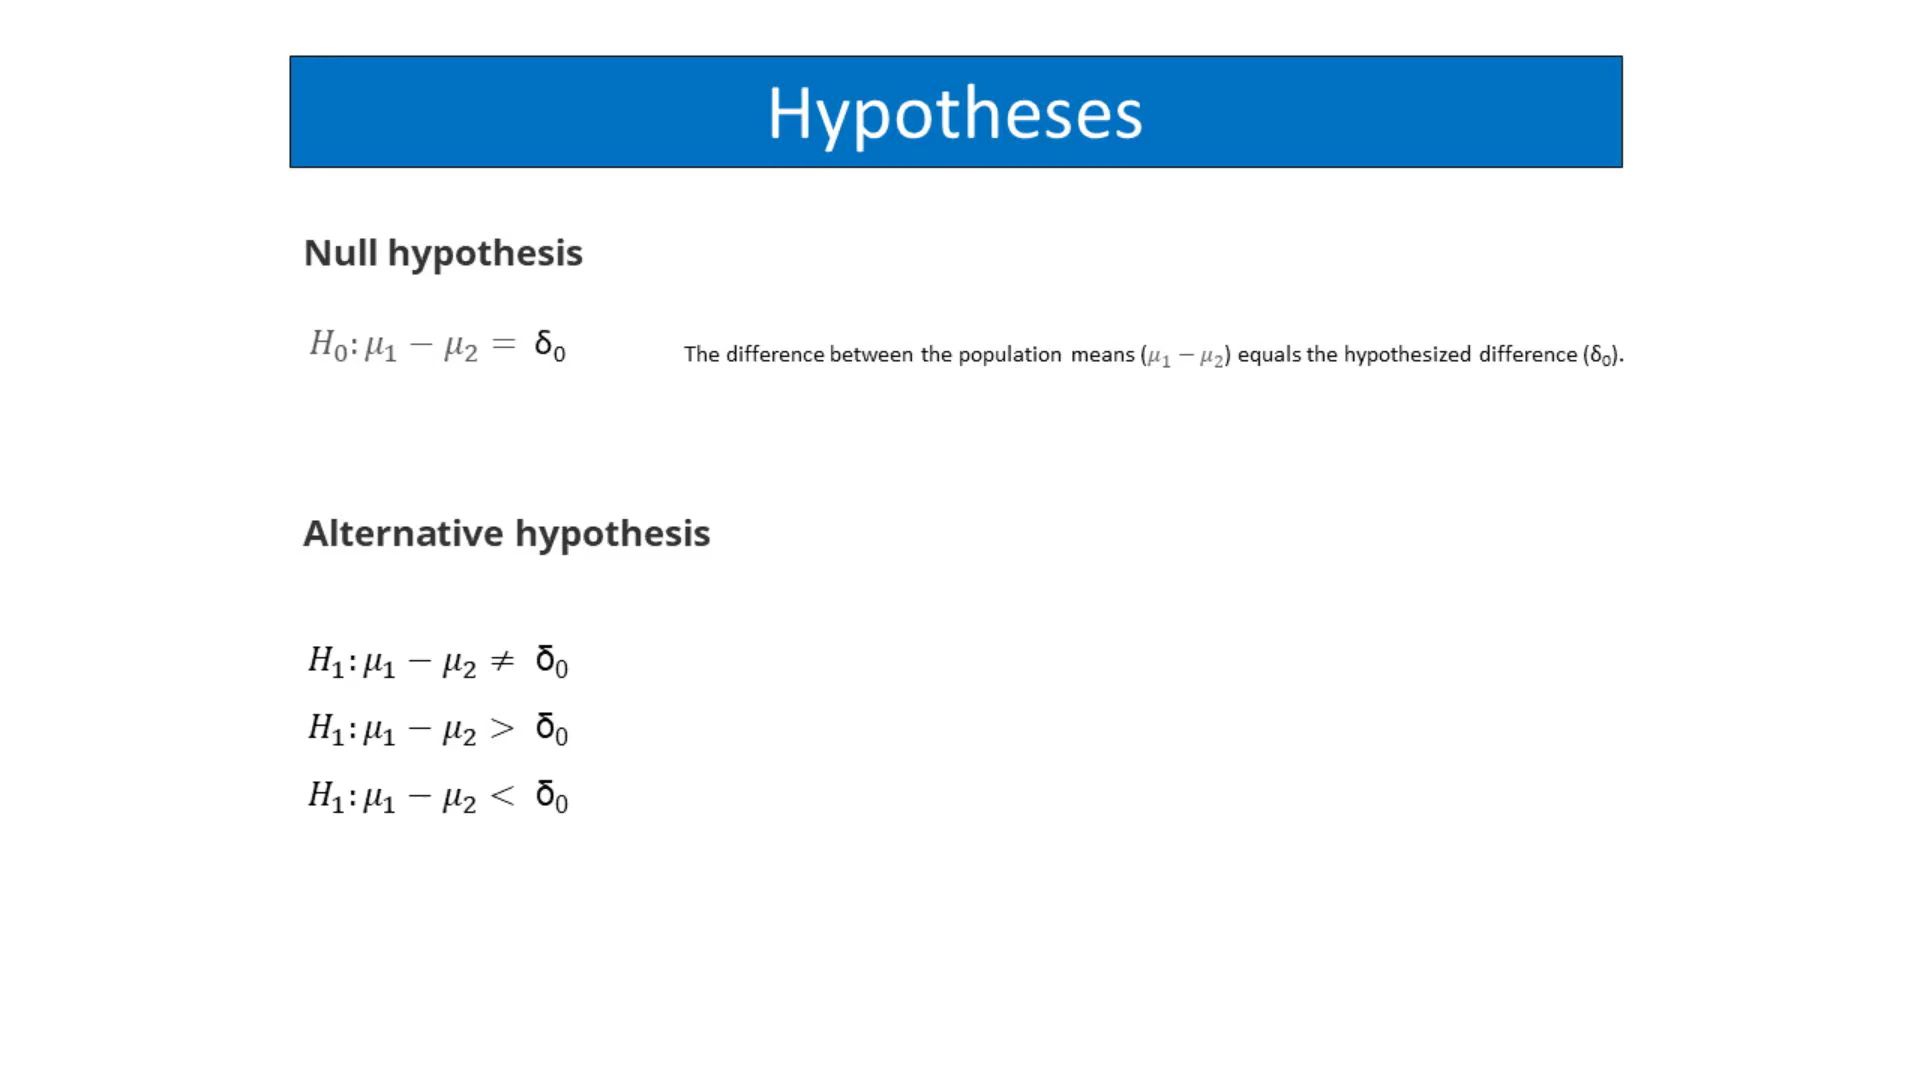 Hypotheses
Null hypothesis
H₀: μ₁ − μ₂ = δ₀
The difference between the population means (μ₁ − μ₂) equals the hypothesized difference (δ₀).
Alternative hypothesis
H₁: μ₁ − μ₂ ≠ δ₀
H₁: μ₁ − μ₂ > δ₀
H₁: μ₁ − μ₂ < δ₀